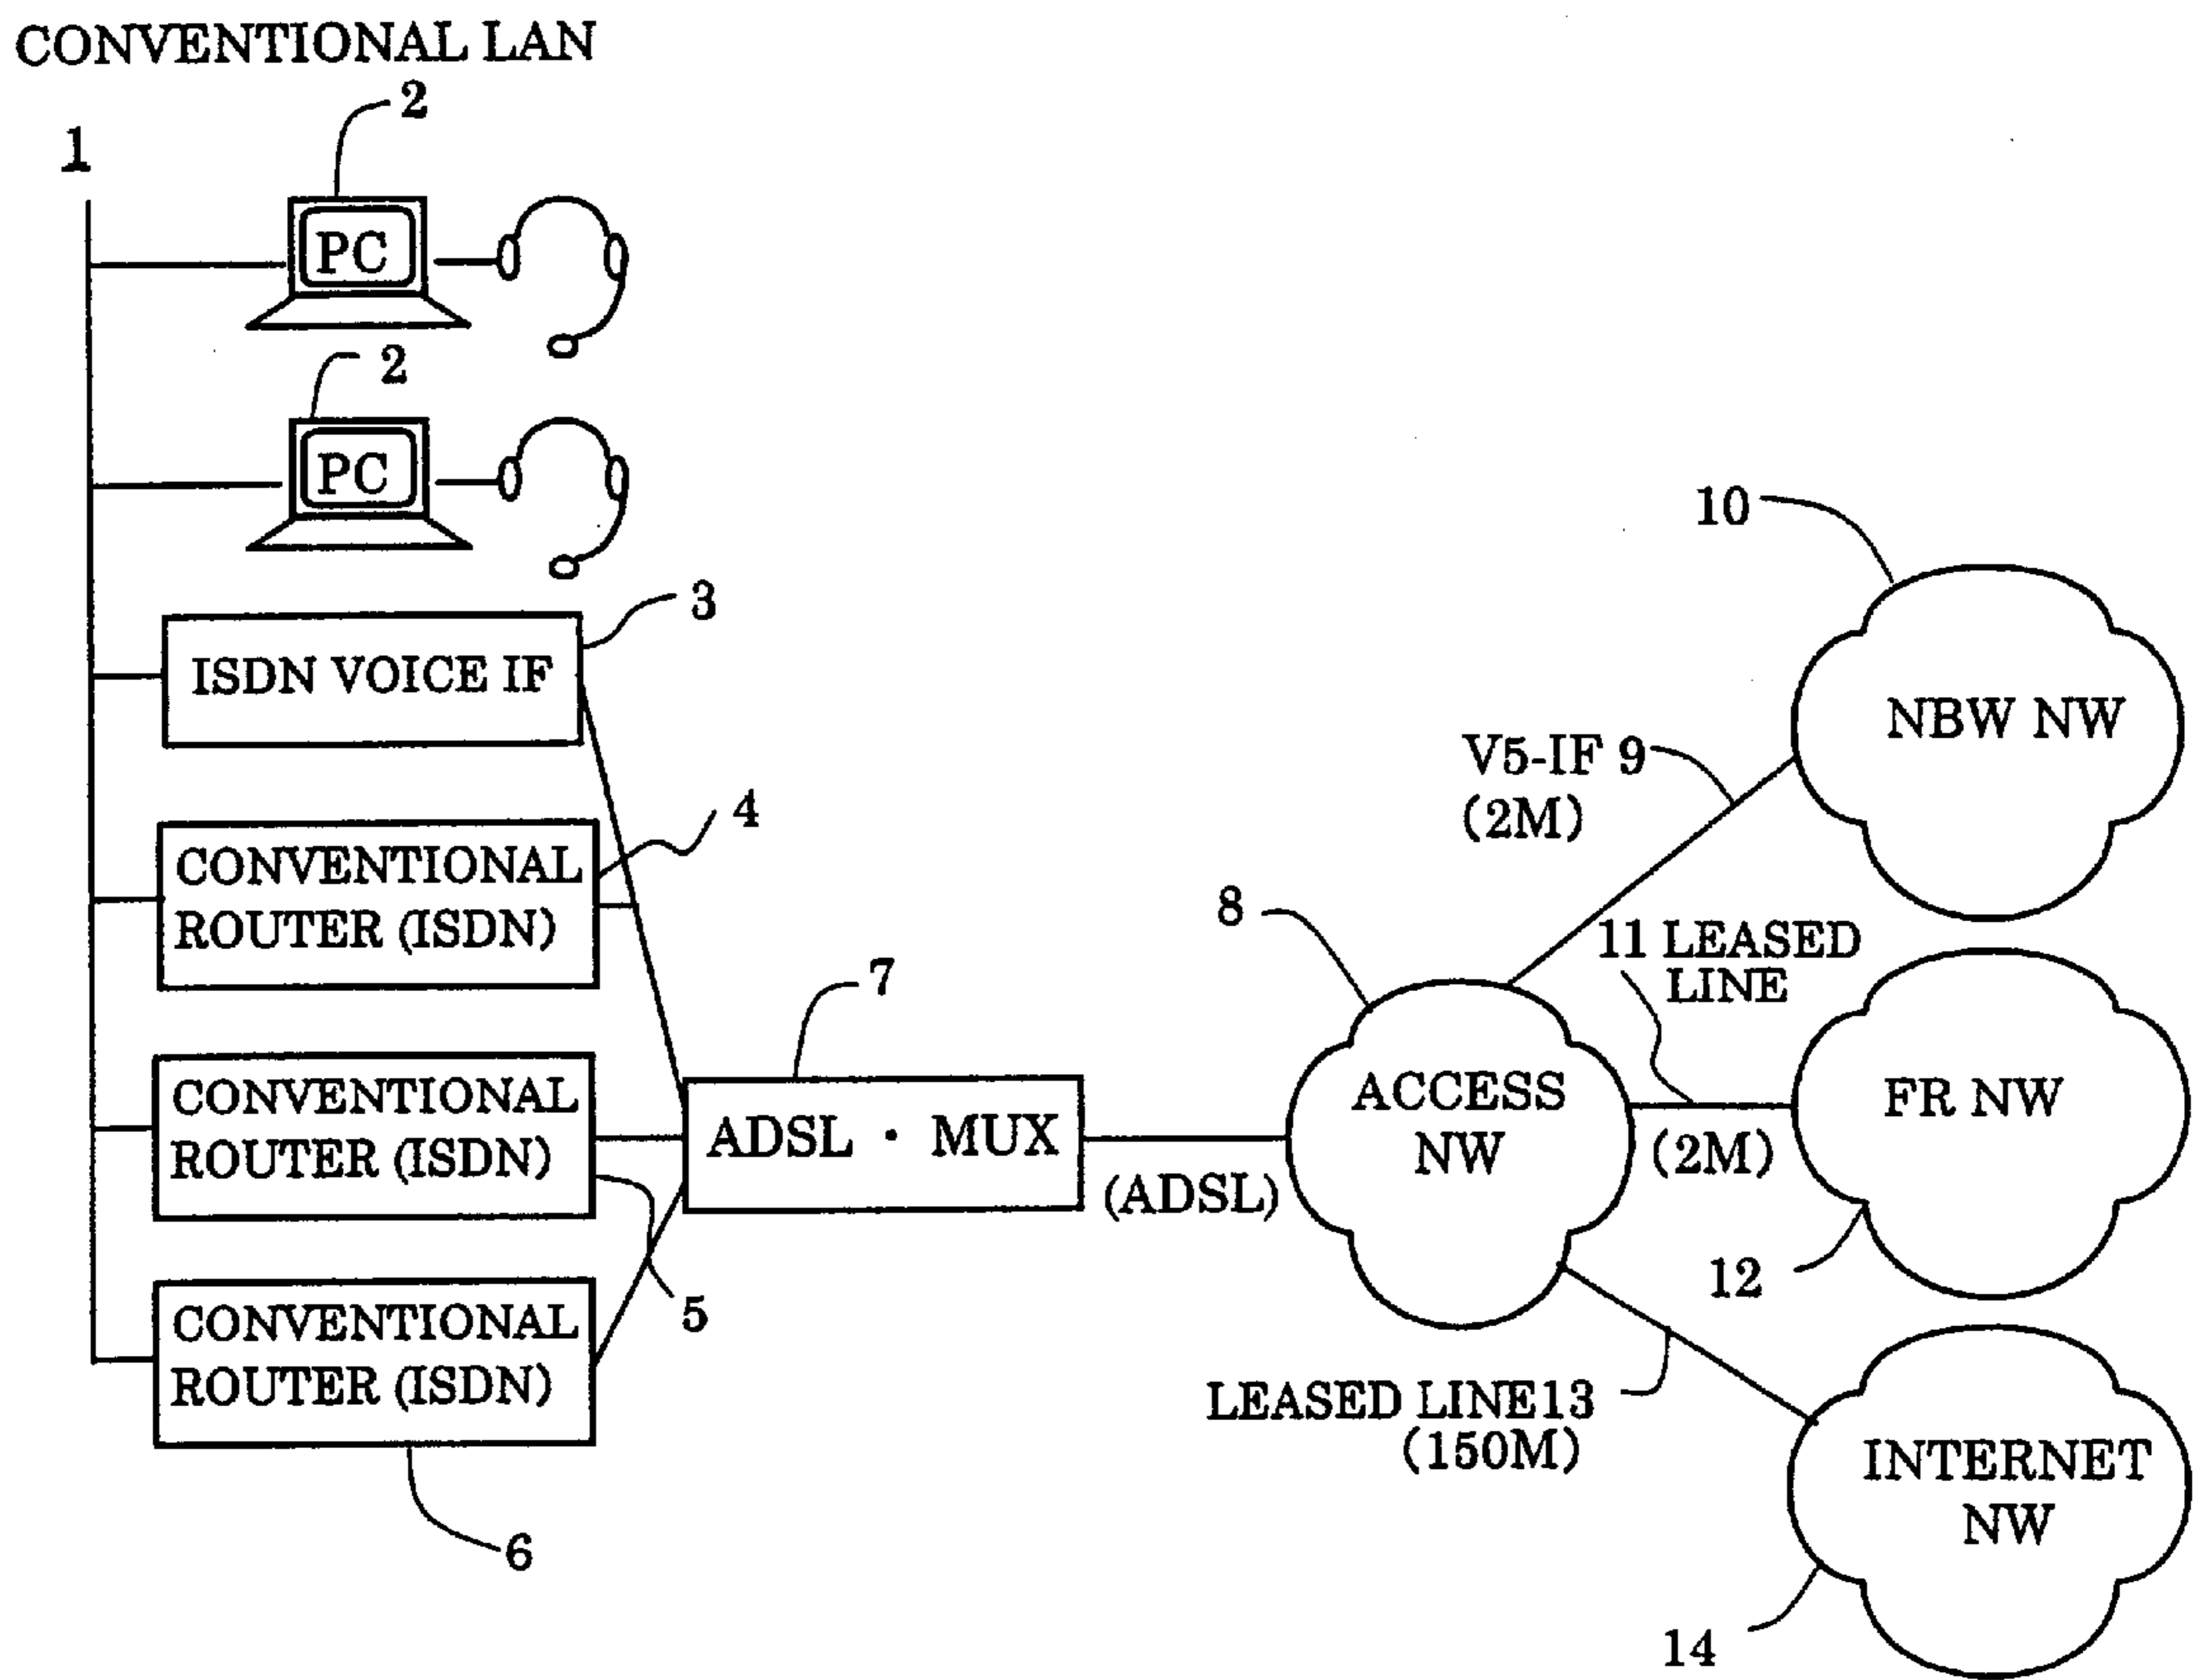 CONVENTIONAL LAN
2
1
PC
2
PC
3
ISDN VOICE IF
4
CONVENTIONAL
ROUTER (ISDN)
CONVENTIONAL
ROUTER (ISDN)
5
CONVENTIONAL
ROUTER (ISDN)
6
7
ADSL · MUX
(ADSL)
8
ACCESS
NW
V5-IF 9
(2M)
10
NBW NW
11 LEASED
LINE
(2M)
FR NW
12
LEASED LINE13
(150M)
INTERNET
NW
14